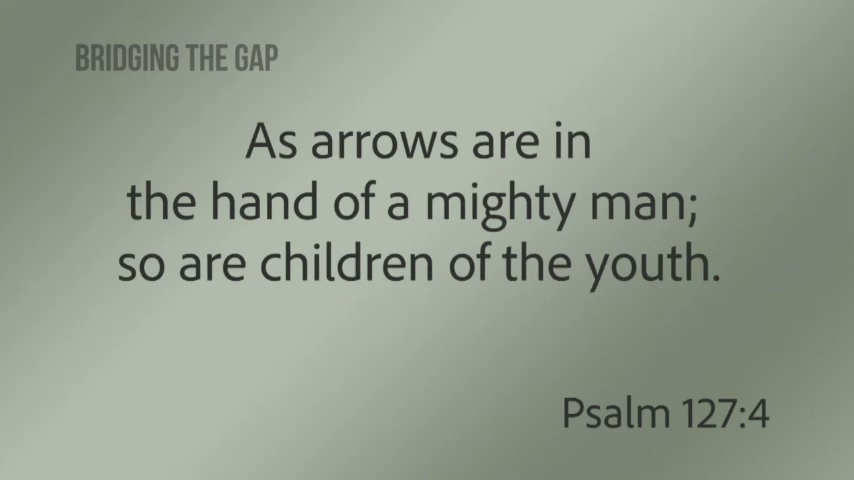 BRIDGING THE GAP
As arrows are in
the hand of a mighty man;
so are children of the youth.
Psalm 127:4